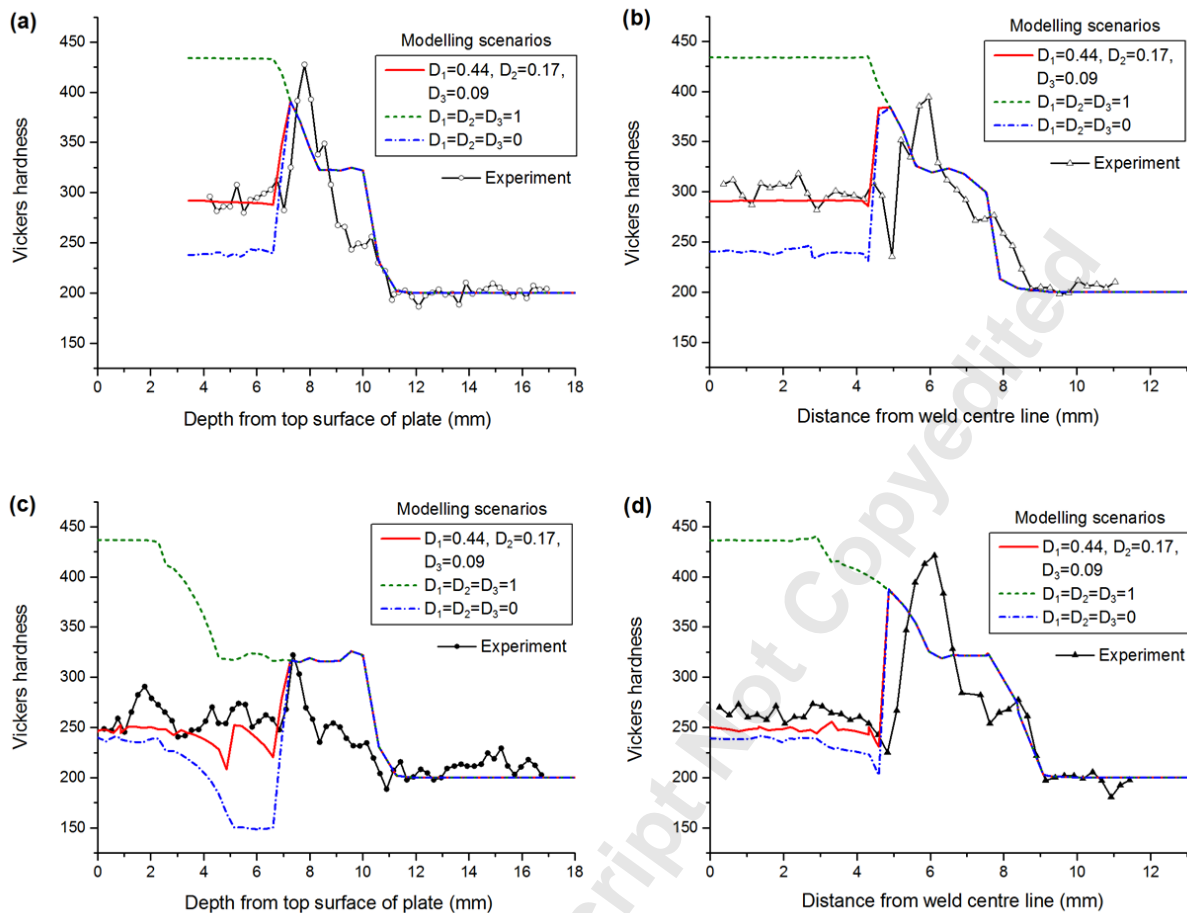 (a)
Vickers hardness
450
400
350
300
250
200
150
0 2 4 6 8 10 12 14 16 18
Depth from top surface of plate (mm)
Modelling scenarios
D₁=0.44, D₂=0.17,
D₃=0.09
D₁=D₂=D₃=1
D₁=D₂=D₃=0
Experiment
(b)
Vickers hardness
450
400
350
300
250
200
150
0 2 4 6 8 10 12
Distance from weld centre line (mm)
Modelling scenarios
D₁=0.44, D₂=0.17,
D₃=0.09
D₁=D₂=D₃=1
D₁=D₂=D₃=0
Experiment
(c)
Vickers hardness
450
400
350
300
250
200
150
0 2 4 6 8 10 12 14 16 18
Depth from top surface of plate (mm)
Modelling scenarios
D₁=0.44, D₂=0.17,
D₃=0.09
D₁=D₂=D₃=1
D₁=D₂=D₃=0
Experiment
(d)
Vickers hardness
450
400
350
300
250
200
150
0 2 4 6 8 10 12
Distance from weld centre line (mm)
Modelling scenarios
D₁=0.44, D₂=0.17,
D₃=0.09
D₁=D₂=D₃=1
D₁=D₂=D₃=0
Experiment
cript Not Copyedited